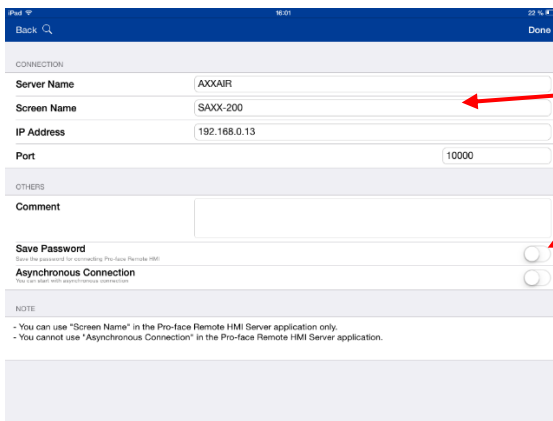 iPad 16:01 22 %
Back Done
CONNECTION
Server Name AXXAIR
Screen Name SAXX-200
IP Address 192.168.0.13
Port 10000
OTHERS
Comment
Save Password
Save the password for connecting Pro-face Remote HMI
Asynchronous Connection
You can start with asynchronous connection
NOTE
- You can use "Screen Name" in the Pro-face Remote HMI Server application only.
- You cannot use "Asynchronous Connection" in the Pro-face Remote HMI Server application.